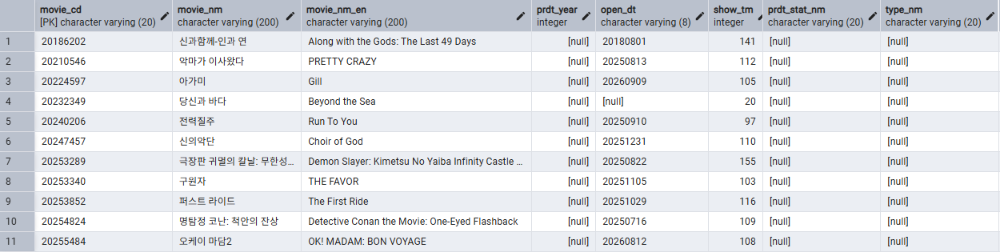 movie_cd movie_nm movie_nm_en prdt_year open_dt show_tm prdt_stat_nm type_nm
[PK] character varying (20) character varying (200) character varying (200) integer character varying (8) integer character varying (20) character varying (20)
1 20186202 신과함께-인과 연 Along with the Gods: The Last 49 Days [null] 20180801 141 [null] [null]
2 20210546 악마가 이사왔다 PRETTY CRAZY [null] 20250813 112 [null] [null]
3 20224597 아가미 Gill [null] 20260909 105 [null] [null]
4 20232349 당신과 바다 Beyond the Sea [null] [null] 20 [null] [null]
5 20240206 전력질주 Run To You [null] 20250910 97 [null] [null]
6 20247457 신의악단 Choir of God [null] 20251231 110 [null] [null]
7 20253289 극장판 귀멸의 칼날: 무한성... Demon Slayer: Kimetsu No Yaiba Infinity Castle ... [null] 20250822 155 [null] [null]
8 20253340 구원자 THE FAVOR [null] 20251105 103 [null] [null]
9 20253852 퍼스트 라이드 The First Ride [null] 20251029 116 [null] [null]
10 20254824 명탐정 코난: 척안의 잔상 Detective Conan the Movie: One-Eyed Flashback [null] 20250716 109 [null] [null]
11 20255484 오케이 마담2 OK! MADAM: BON VOYAGE [null] 20260812 108 [null] [null]